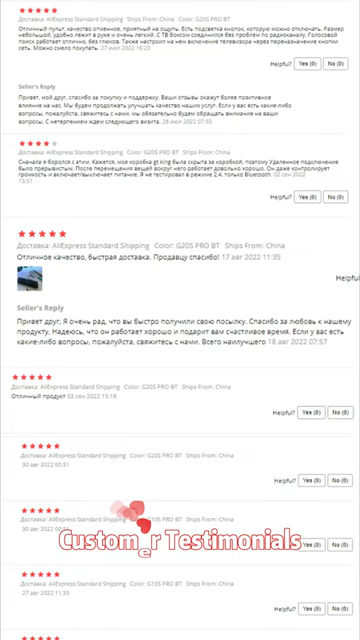 Доставка: AliExpress Standard Shipping Color: G20S PRO BT Ships From: China
Отличный пульт, качество отменное, приятный на ощупь. Есть подсветка кнопок, которую можно отключать. Размер
небольшой, удобно лежит в руке и очень легкий. С ТВ боксом соединился без проблем по радиоканалу. Голосовой
Поиск работает отлично, без глюков. Также настроил на нем включение телевизора через переназначение кнопки
сеть. Можно смело покупать. 27 июл 2022 16:23
Helpful? Yes (0) No (0)
Seller's Reply
Привет, мой друг, спасибо за покупку и поддержку. Ваши отзывы окажут более позитивное
влияние на нас. Мы будем продолжать улучшать качество наших услуг. Если у вас есть какие-либо
вопросы, пожалуйста, свяжитесь с нами, мы обязательно будем обращать внимание на ваши
вопросы. С нетерпением ждем следующего визита. 28 июл 2022 07:55
Доставка: AliExpress Standard Shipping Color: G20S PRO BT Ships From: China
Сначала я боролся с этим. Кажется, моя коробка gt king была скрыта за коробкой, поэтому Удаленное подключение
было прерывистым. После перемещения вещей вокруг него работает довольно хорошо. Он даже контролирует
громкость и включает/выключает питание. Я не тестировал в режиме 2,4, только Bluetooth. 02 сен 2022
13:51
Helpful? Yes (0) No (0)
Доставка: AliExpress Standard Shipping Color: G20S PRO BT Ships From: China
Отличное качество, быстрая доставка. Продавцу спасибо! 17 авг 2022 11:35
Helpful
Seller's Reply
Привет друг, Я очень рад, что вы быстро получили свою посылку. Спасибо за любовь к нашему
продукту, Надеюсь, что он работает хорошо и подарит вам счастливое время. Если у вас есть
какие-либо вопросы, пожалуйста, свяжитесь с нами. Всего наилучшего 18 авг 2022 07:57
Доставка: AliExpress Standard Shipping Color: G20S PRO BT Ships From: China
Отличный продукт 03 сен 2022 15:18
Helpful? Yes (0) No (0)
Доставка: AliExpress Standard Shipping Color: G20S PRO BT Ships From: China
30 авг 2022 00:51
Helpful? Yes (0) No (0)
Доставка: AliExpress Standard Shipping PRO BT Ships From: China
30 авг 2022
Customer Testimonials
Yes (0) No (0)
Доставка: AliExpress Standard Shipping Color: G10S PRO BT Ships From: China
27 авг 2022 11:33
Helpful? Yes (0) No (0)